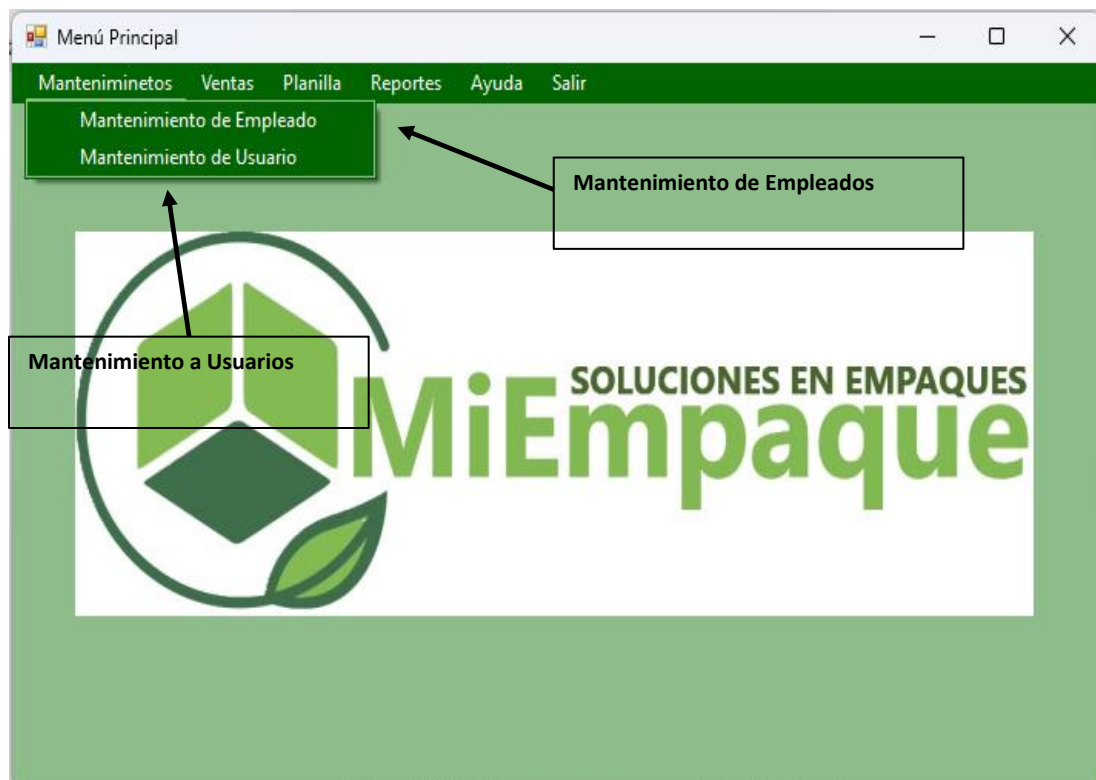 Menú Principal
Manteniminetos Ventas Planilla Reportes Ayuda Salir
Mantenimiento de Empleado
Mantenimiento de Usuario
Mantenimiento de Empleados
Mantenimiento a Usuarios
SOLUCIONES EN EMPAQUES
MiEmpaque